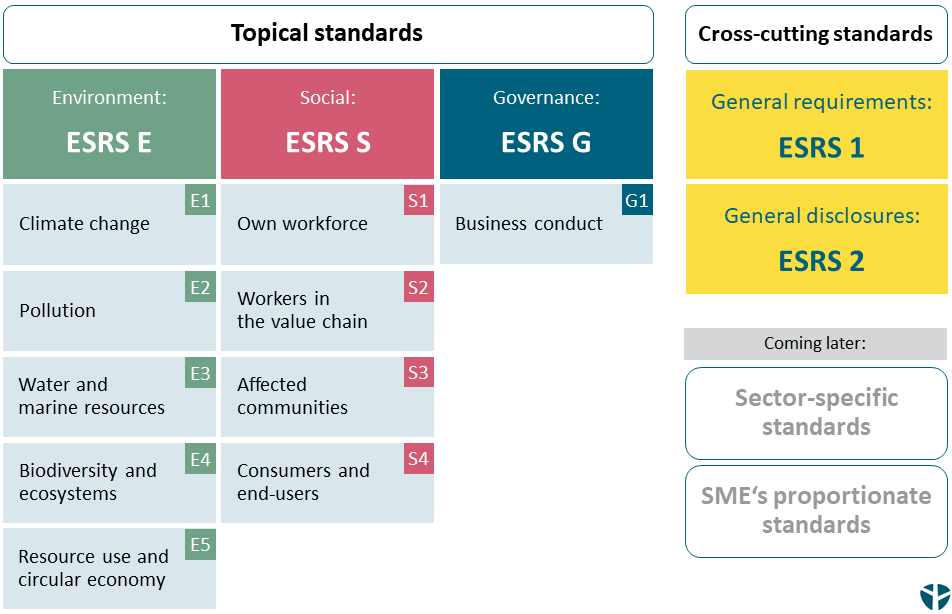 Topical standards
Cross-cutting standards
Environment:
ESRS E
Social:
ESRS S
Governance:
ESRS G
General requirements:
ESRS 1
E1
Climate change
S1
Own workforce
G1
Business conduct
General disclosures:
ESRS 2
E2
Pollution
S2
Workers in
the value chain
Coming later:
E3
Water and
marine resources
S3
Affected
communities
Sector-specific
standards
E4
Biodiversity and
ecosystems
S4
Consumers and
end-users
SME‘s proportionate
standards
E5
Resource use and
circular economy